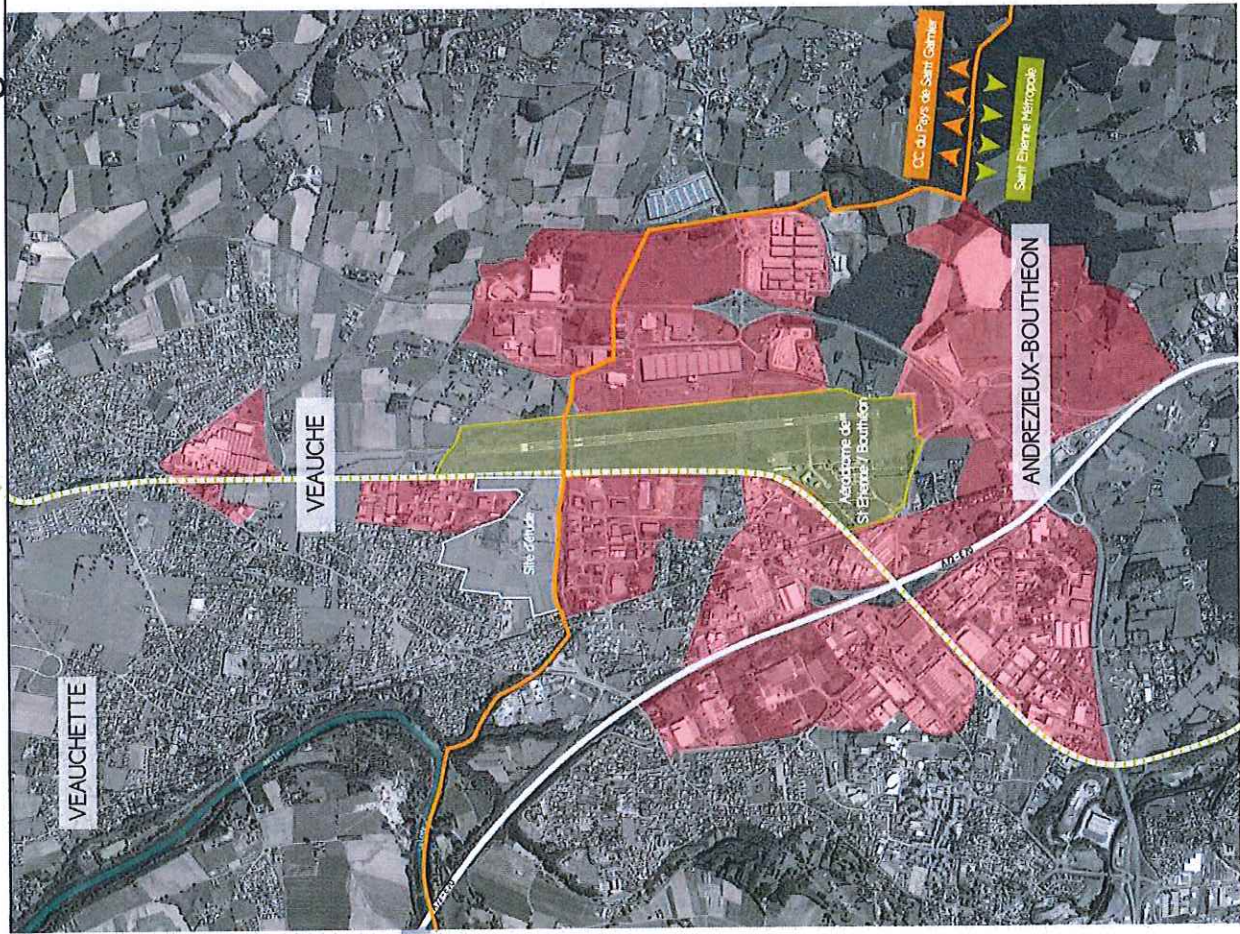 VEAUCHETTE
VEAUCHE
Site d'étude
CC du Pays de Saint Galmier
Saint Etienne Métropole
Aérodrome de
St Etienne / Bouthéon
ANDREZIEUX-BOUTHEON